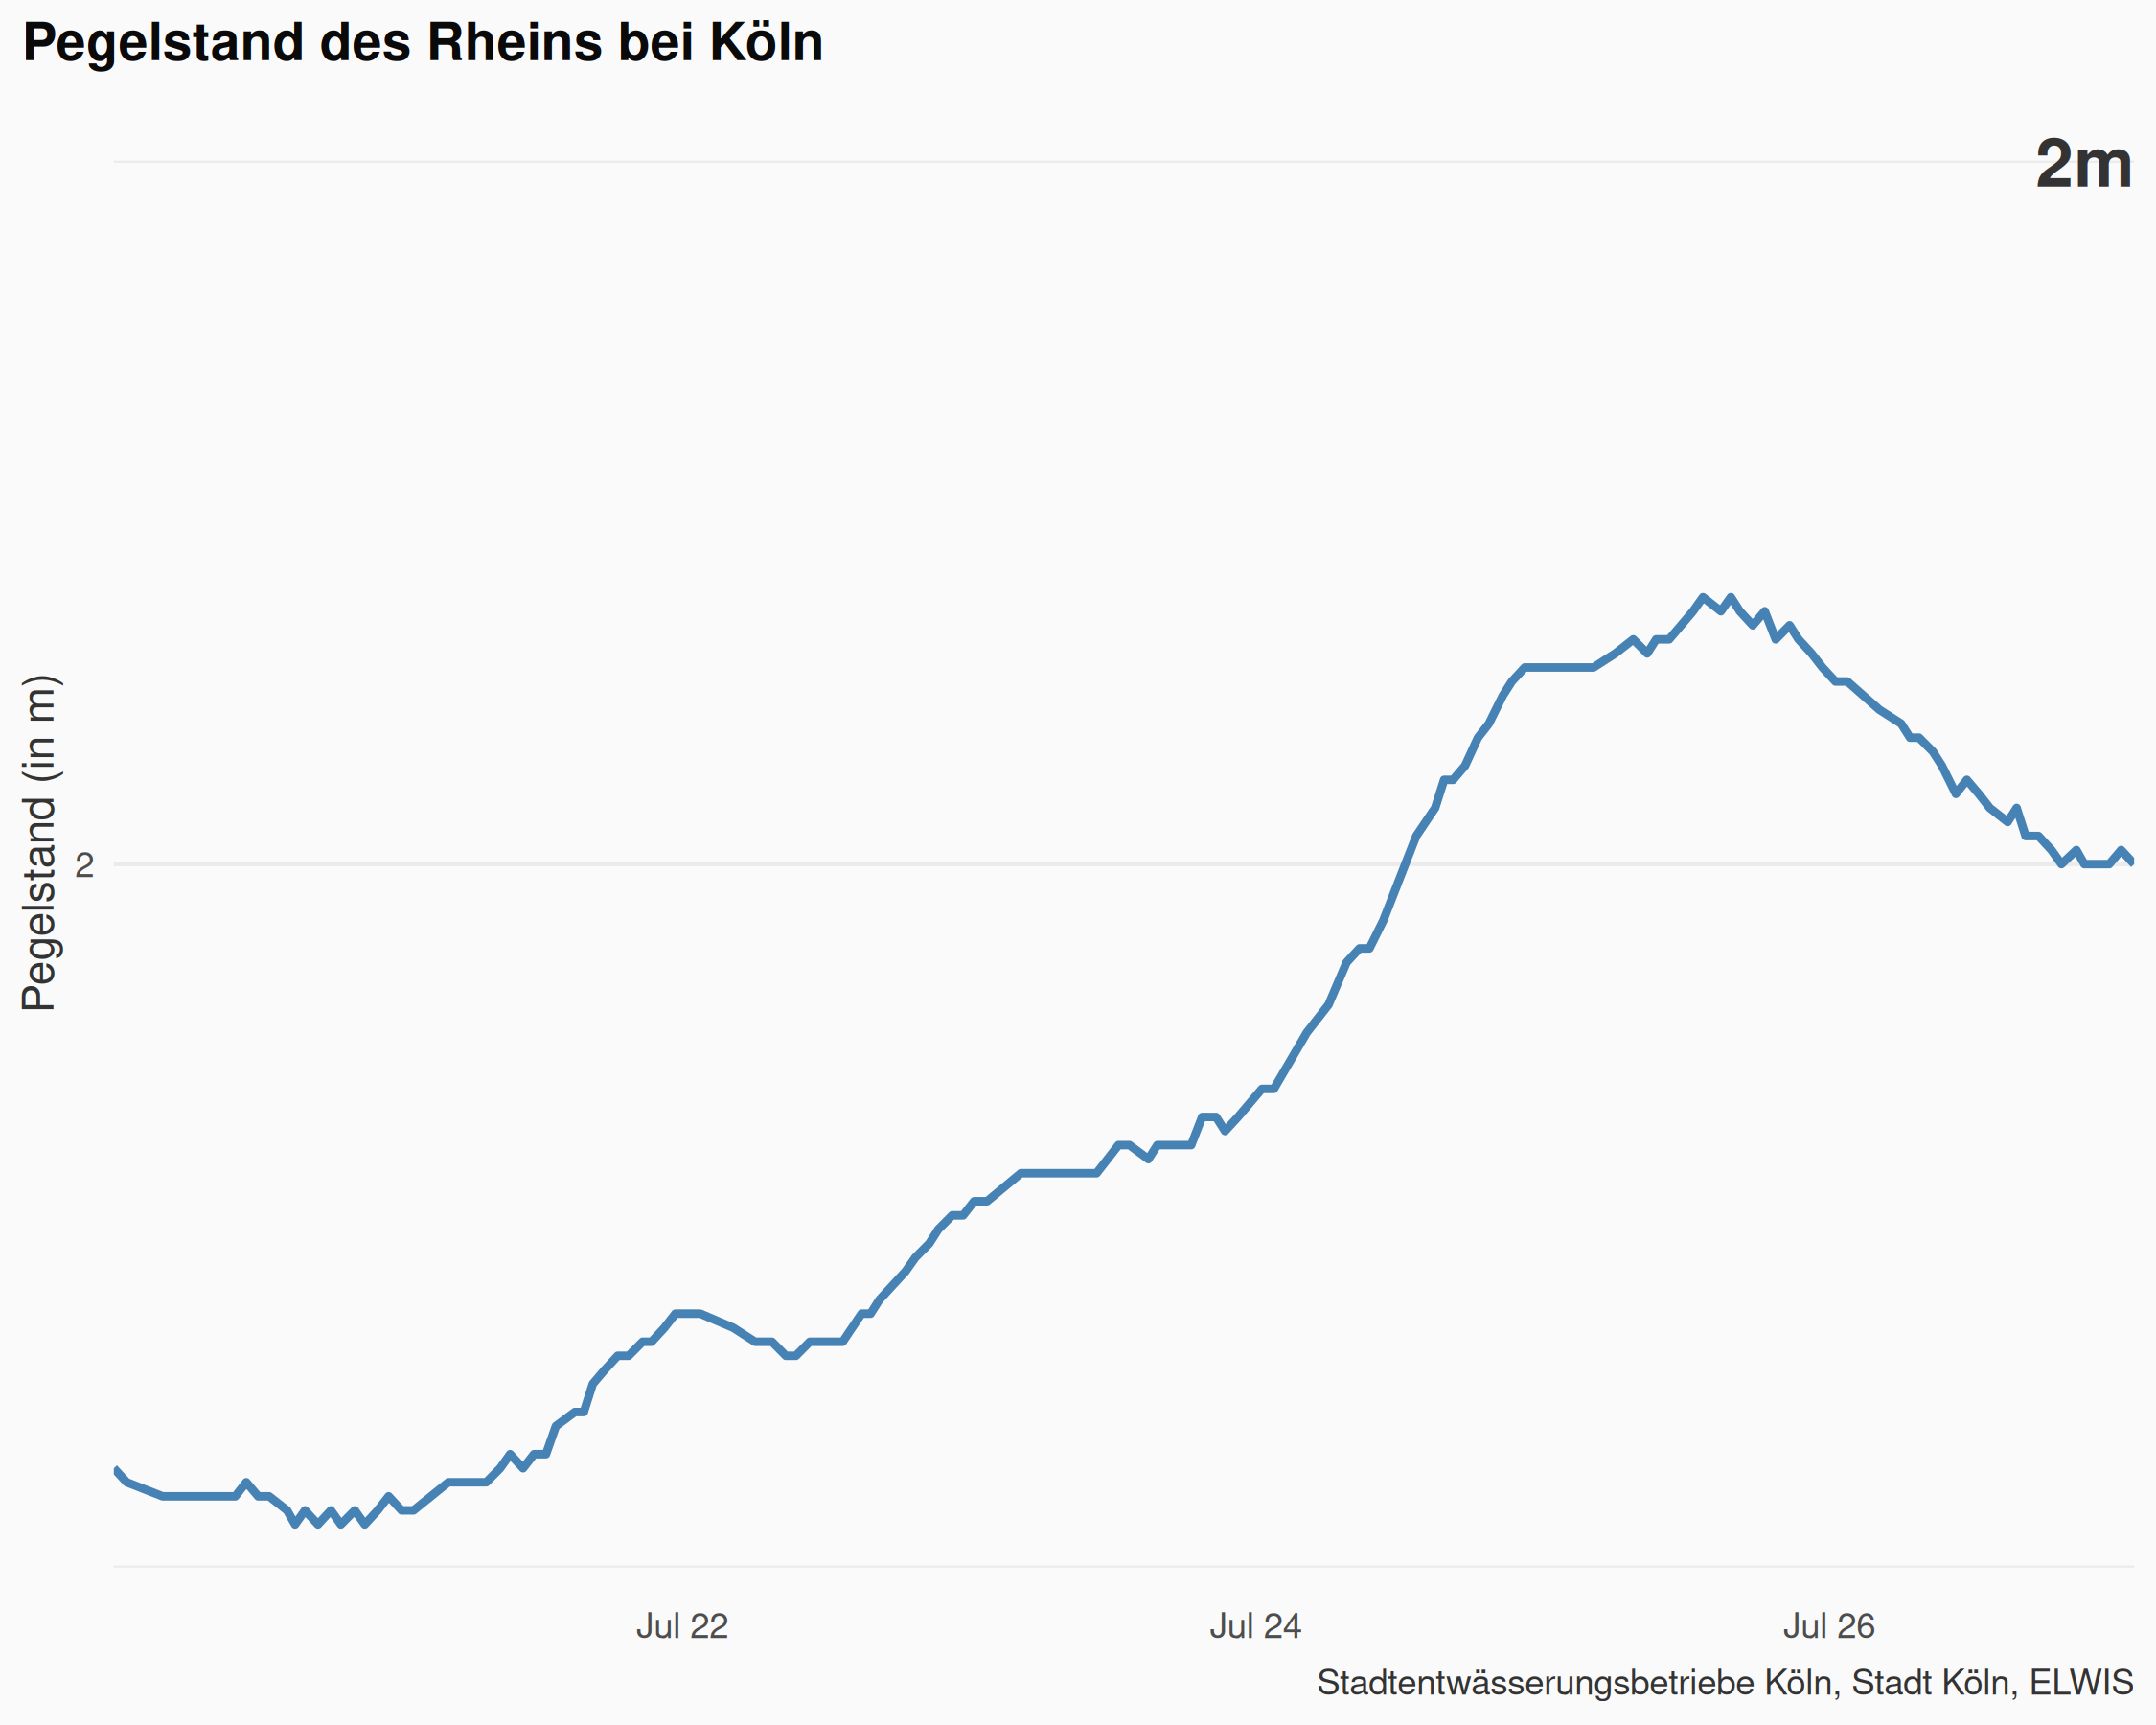 Pegelstand des Rheins bei Köln
2m
Pegelstand (in m)
2
Jul 22
Jul 24
Jul 26
Stadtentwässerungsbetriebe Köln, Stadt Köln, ELWIS